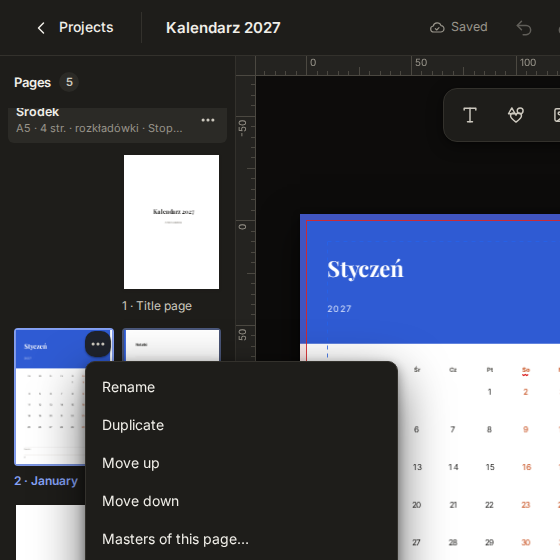 Projects
Kalendarz 2027
Saved
Pages 5
Środek
A5 · 4 str. · rozkładówki · Stop...
Kalendarz 2027
1 · Title page
Styczeń
2 · January
Rename
Duplicate
Move up
Move down
Masters of this page...
0 50 100
-50
0
50
Styczeń
2027
Śr Cz Pt So
1 2
6 7 8 9
13 14 15 16
20 21 22 23
27 28 29 30